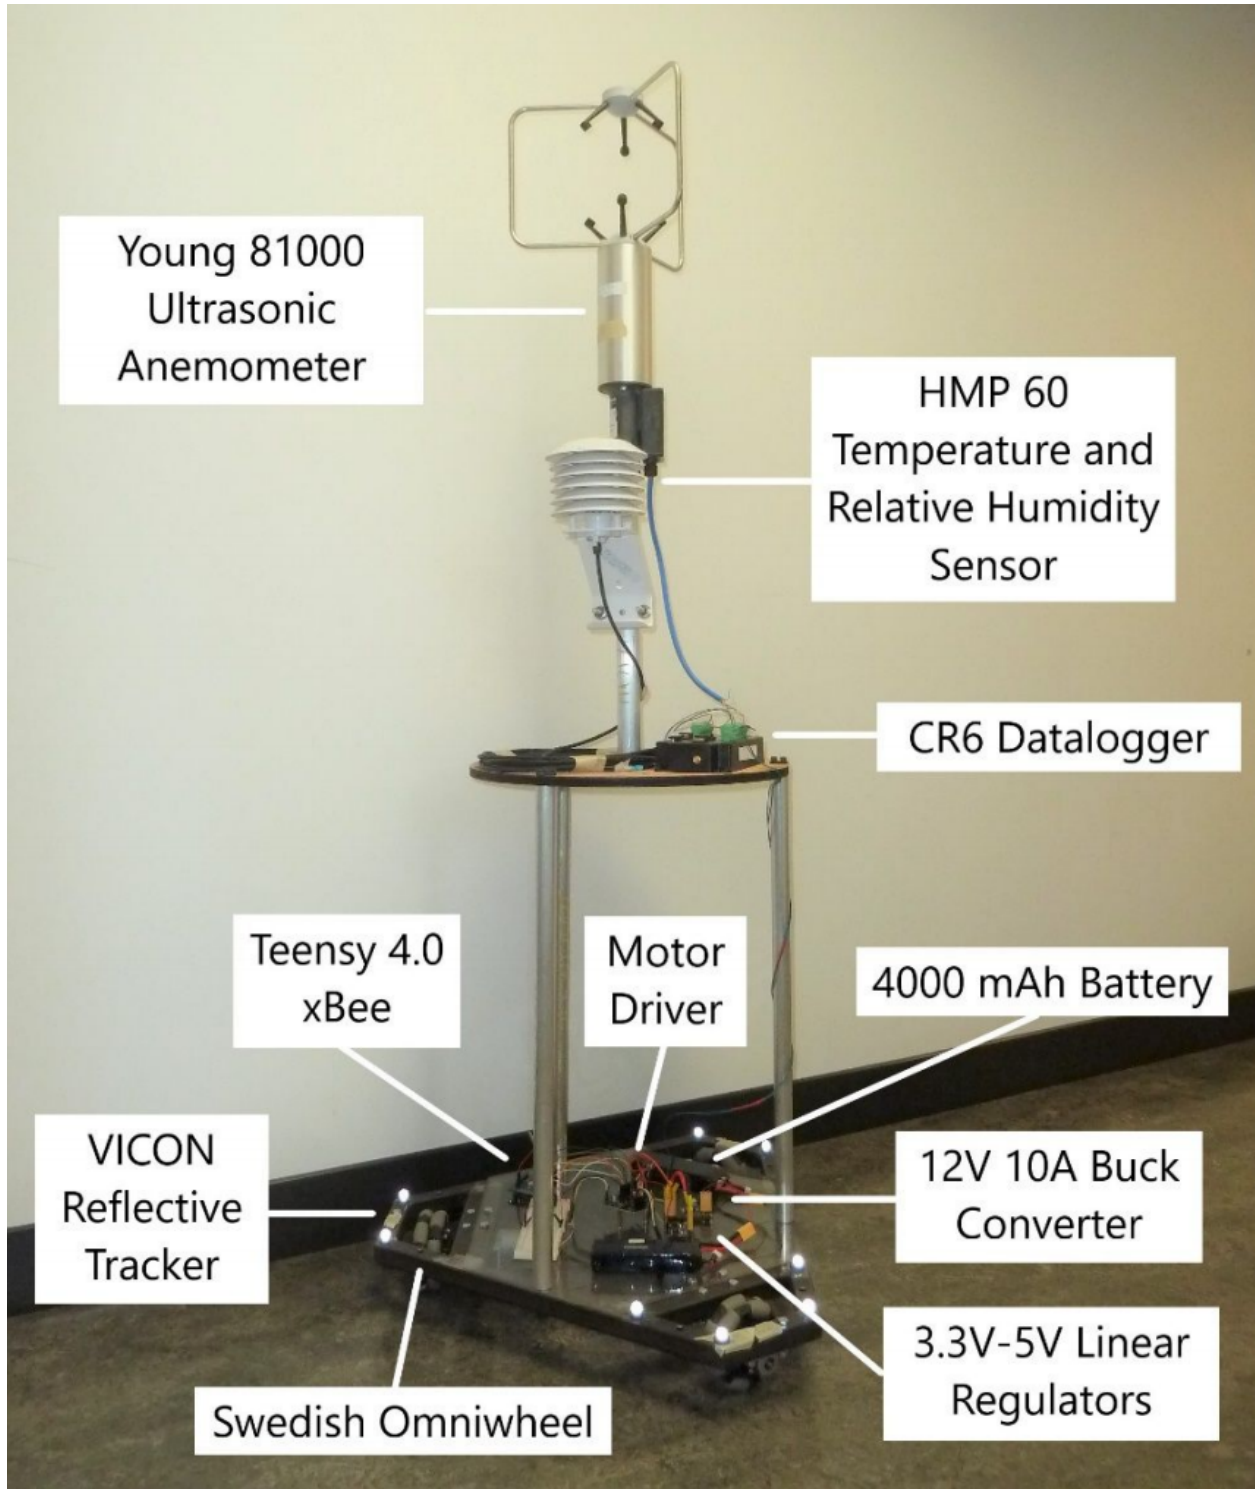 Young 81000
Ultrasonic
Anemometer
HMP 60
Temperature and
Relative Humidity
Sensor
CR6 Datalogger
Teensy 4.0
xBee
Motor
Driver
4000 mAh Battery
VICON
Reflective
Tracker
12V 10A Buck
Converter
3.3V-5V Linear
Regulators
Swedish Omniwheel